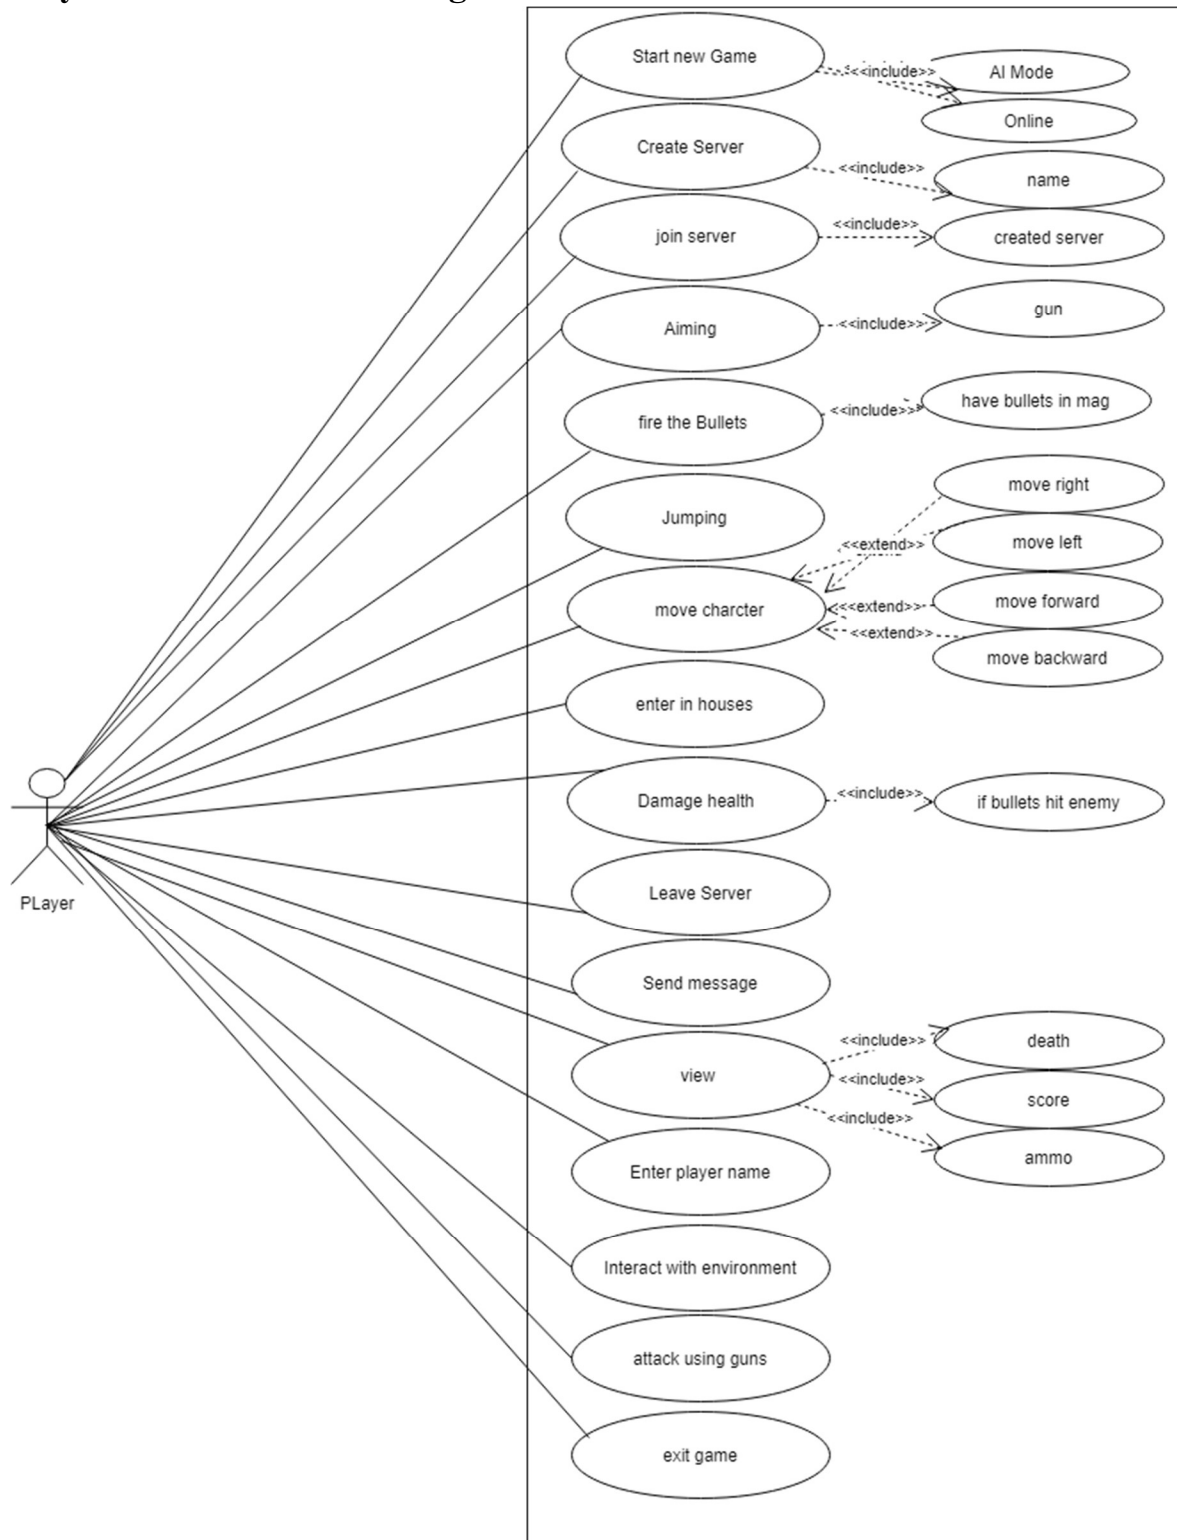 Start new Game
<<include>>
AI Mode
Online
Create Server
<<include>>
name
join server
<<include>>
created server
Aiming
<<include>>
gun
fire the Bullets
<<include>>
have bullets in mag
Jumping
move right
<<extend>>
move left
move charcter
<<extend>>
move forward
<<extend>>
move backward
enter in houses
Damage health
<<include>>
if bullets hit enemy
PLayer
Leave Server
Send message
view
<<include>>
death
<<include>>
score
<<include>>
ammo
Enter player name
Interact with environment
attack using guns
exit game